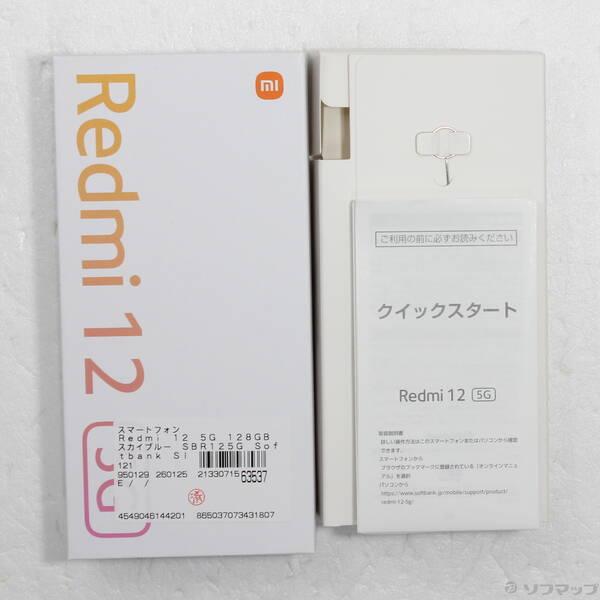 Redmi 12
5G
mi
スマートフォン
Redmi 12 5G 128GB
スカイブルー SBR125G Sof
tbank Si
121
950129 260125 21330715 63537
E/ /
済
4549046144201 865037073431807
ご利用の前に必ずお読みください
クイックスタート
Redmi 12 5G
取扱説明書
詳しい操作方法はこのスマートフォンまたはパソコンから確認
できます。
スマートフォンから
ブラウザのブックマークに登録されている「オンラインマニュ
アル」を選択
パソコンから
https://www.softbank.jp/mobile/support/product/
redmi-12-5g/
ソフマップ